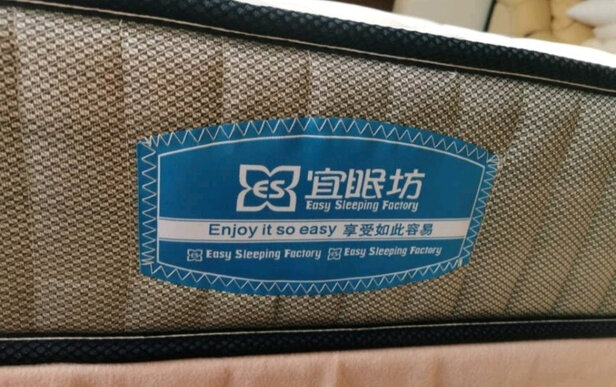 ES 宜眠坊
Easy Sleeping Factory
Enjoy it so easy 享受如此容易
ES Easy Sleeping Factory ES Easy Sleeping Factory